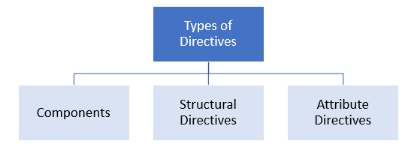 Types of
Directives
Components
Structural
Directives
Attribute
Directives